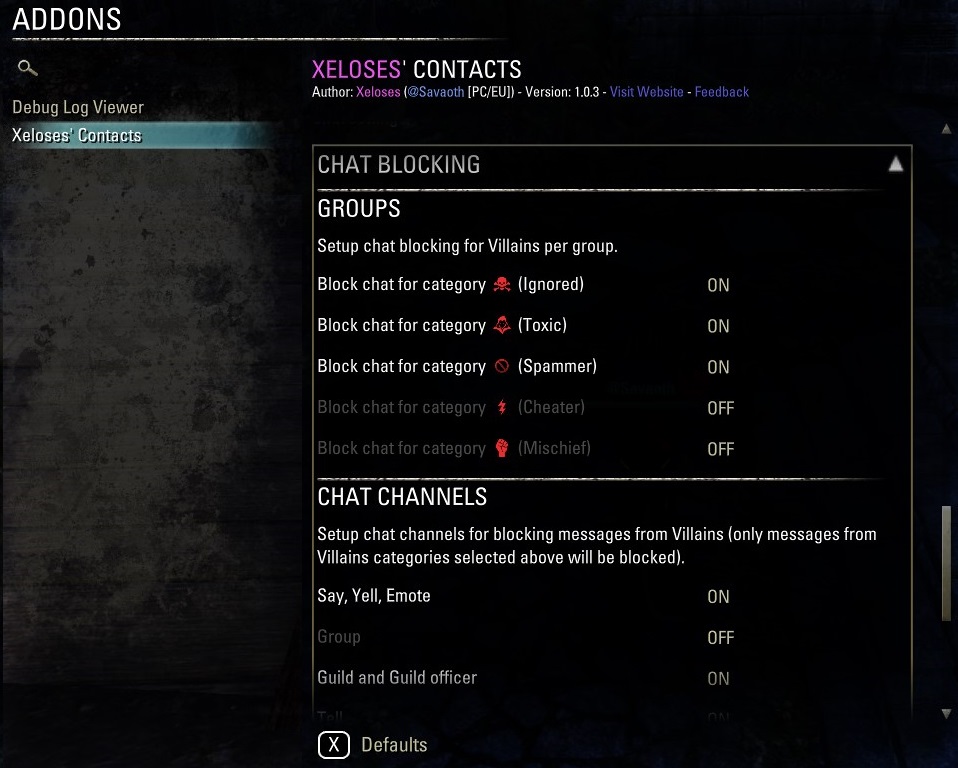 ADDONS
Debug Log Viewer
Xeloses' Contacts
XELOSES' CONTACTS
Author: Xeloses (@Savaoth [PC/EU]) - Version: 1.0.3 - Visit Website - Feedback
CHAT BLOCKING
GROUPS
Setup chat blocking for Villains per group.
Block chat for category (Ignored) ON
Block chat for category (Toxic) ON
Block chat for category (Spammer) ON
Block chat for category (Cheater) OFF
Block chat for category (Mischief) OFF
CHAT CHANNELS
Setup chat channels for blocking messages from Villains (only messages from
Villains categories selected above will be blocked).
Say, Yell, Emote ON
Group OFF
Guild and Guild officer ON
Tell ON
X Defaults